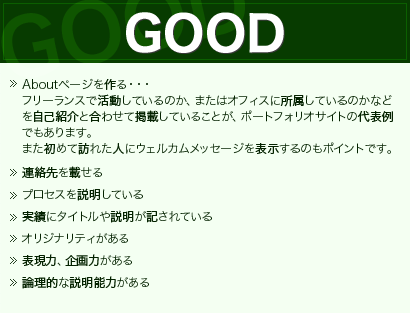 GOOD
Aboutページを作る・・・
フリーランスで活動しているのか、またはオフィスに所属しているのかなど
を自己紹介と合わせて掲載していることが、ポートフォリオサイトの代表例
でもあります。
また初めて訪れた人にウェルカムメッセージを表示するのもポイントです。
連絡先を載せる
プロセスを説明している
実績にタイトルや説明が記されている
オリジナリティがある
表現力、企画力がある
論理的な説明能力がある